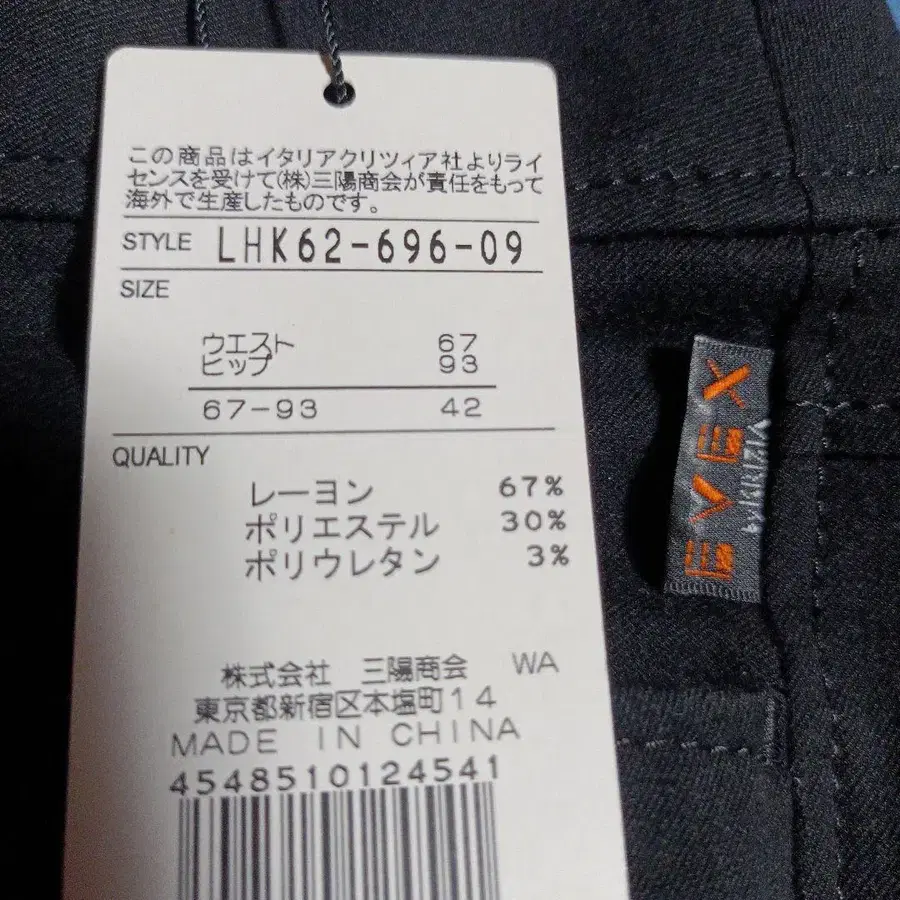 この商品はイタリアクリツィア社よりライ
センスを受けて(株)三陽商会が責任をもって
海外で生産したものです。
STYLE LHK62-696-09
SIZE
ウエスト 67
ヒップ 93
67-93 42
QUALITY
レーヨン 67%
ポリエステル 30%
ポリウレタン 3%
株式会社 三陽商会 WA
東京都新宿区本塩町14
MADE IN CHINA
4548510124541
EVEX